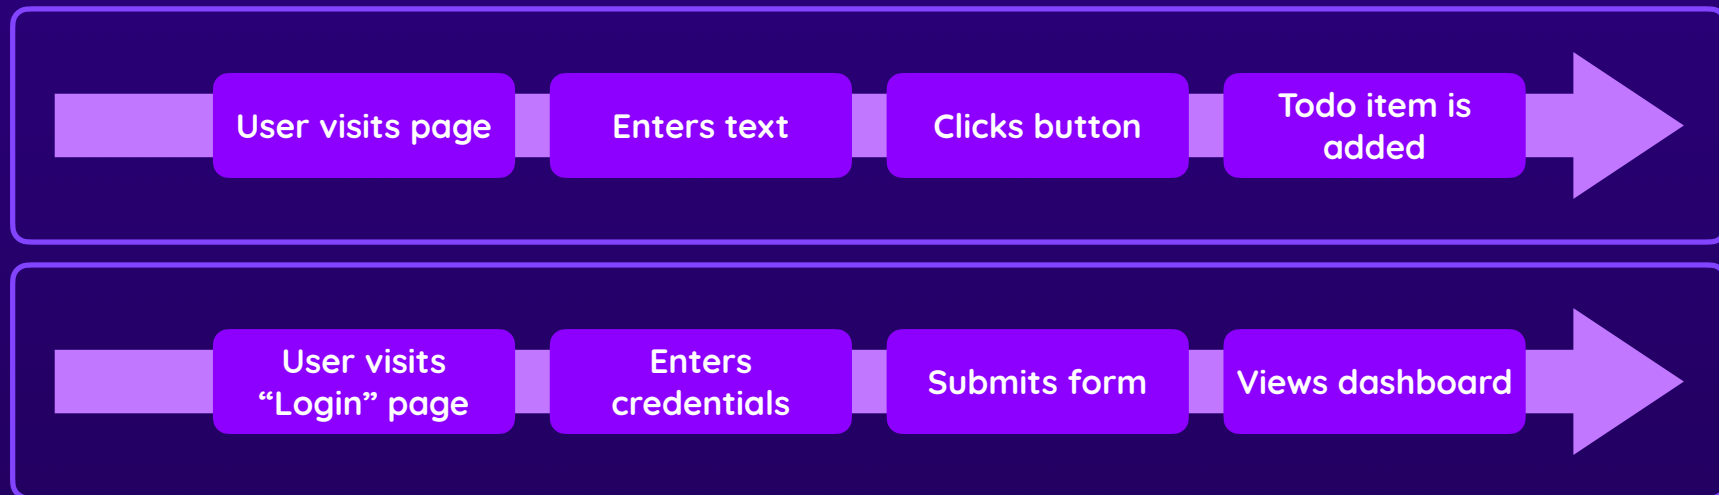 User visits page
Enters text
Clicks button
Todo item is
added
User visits
“Login” page
Enters
credentials
Submits form
Views dashboard